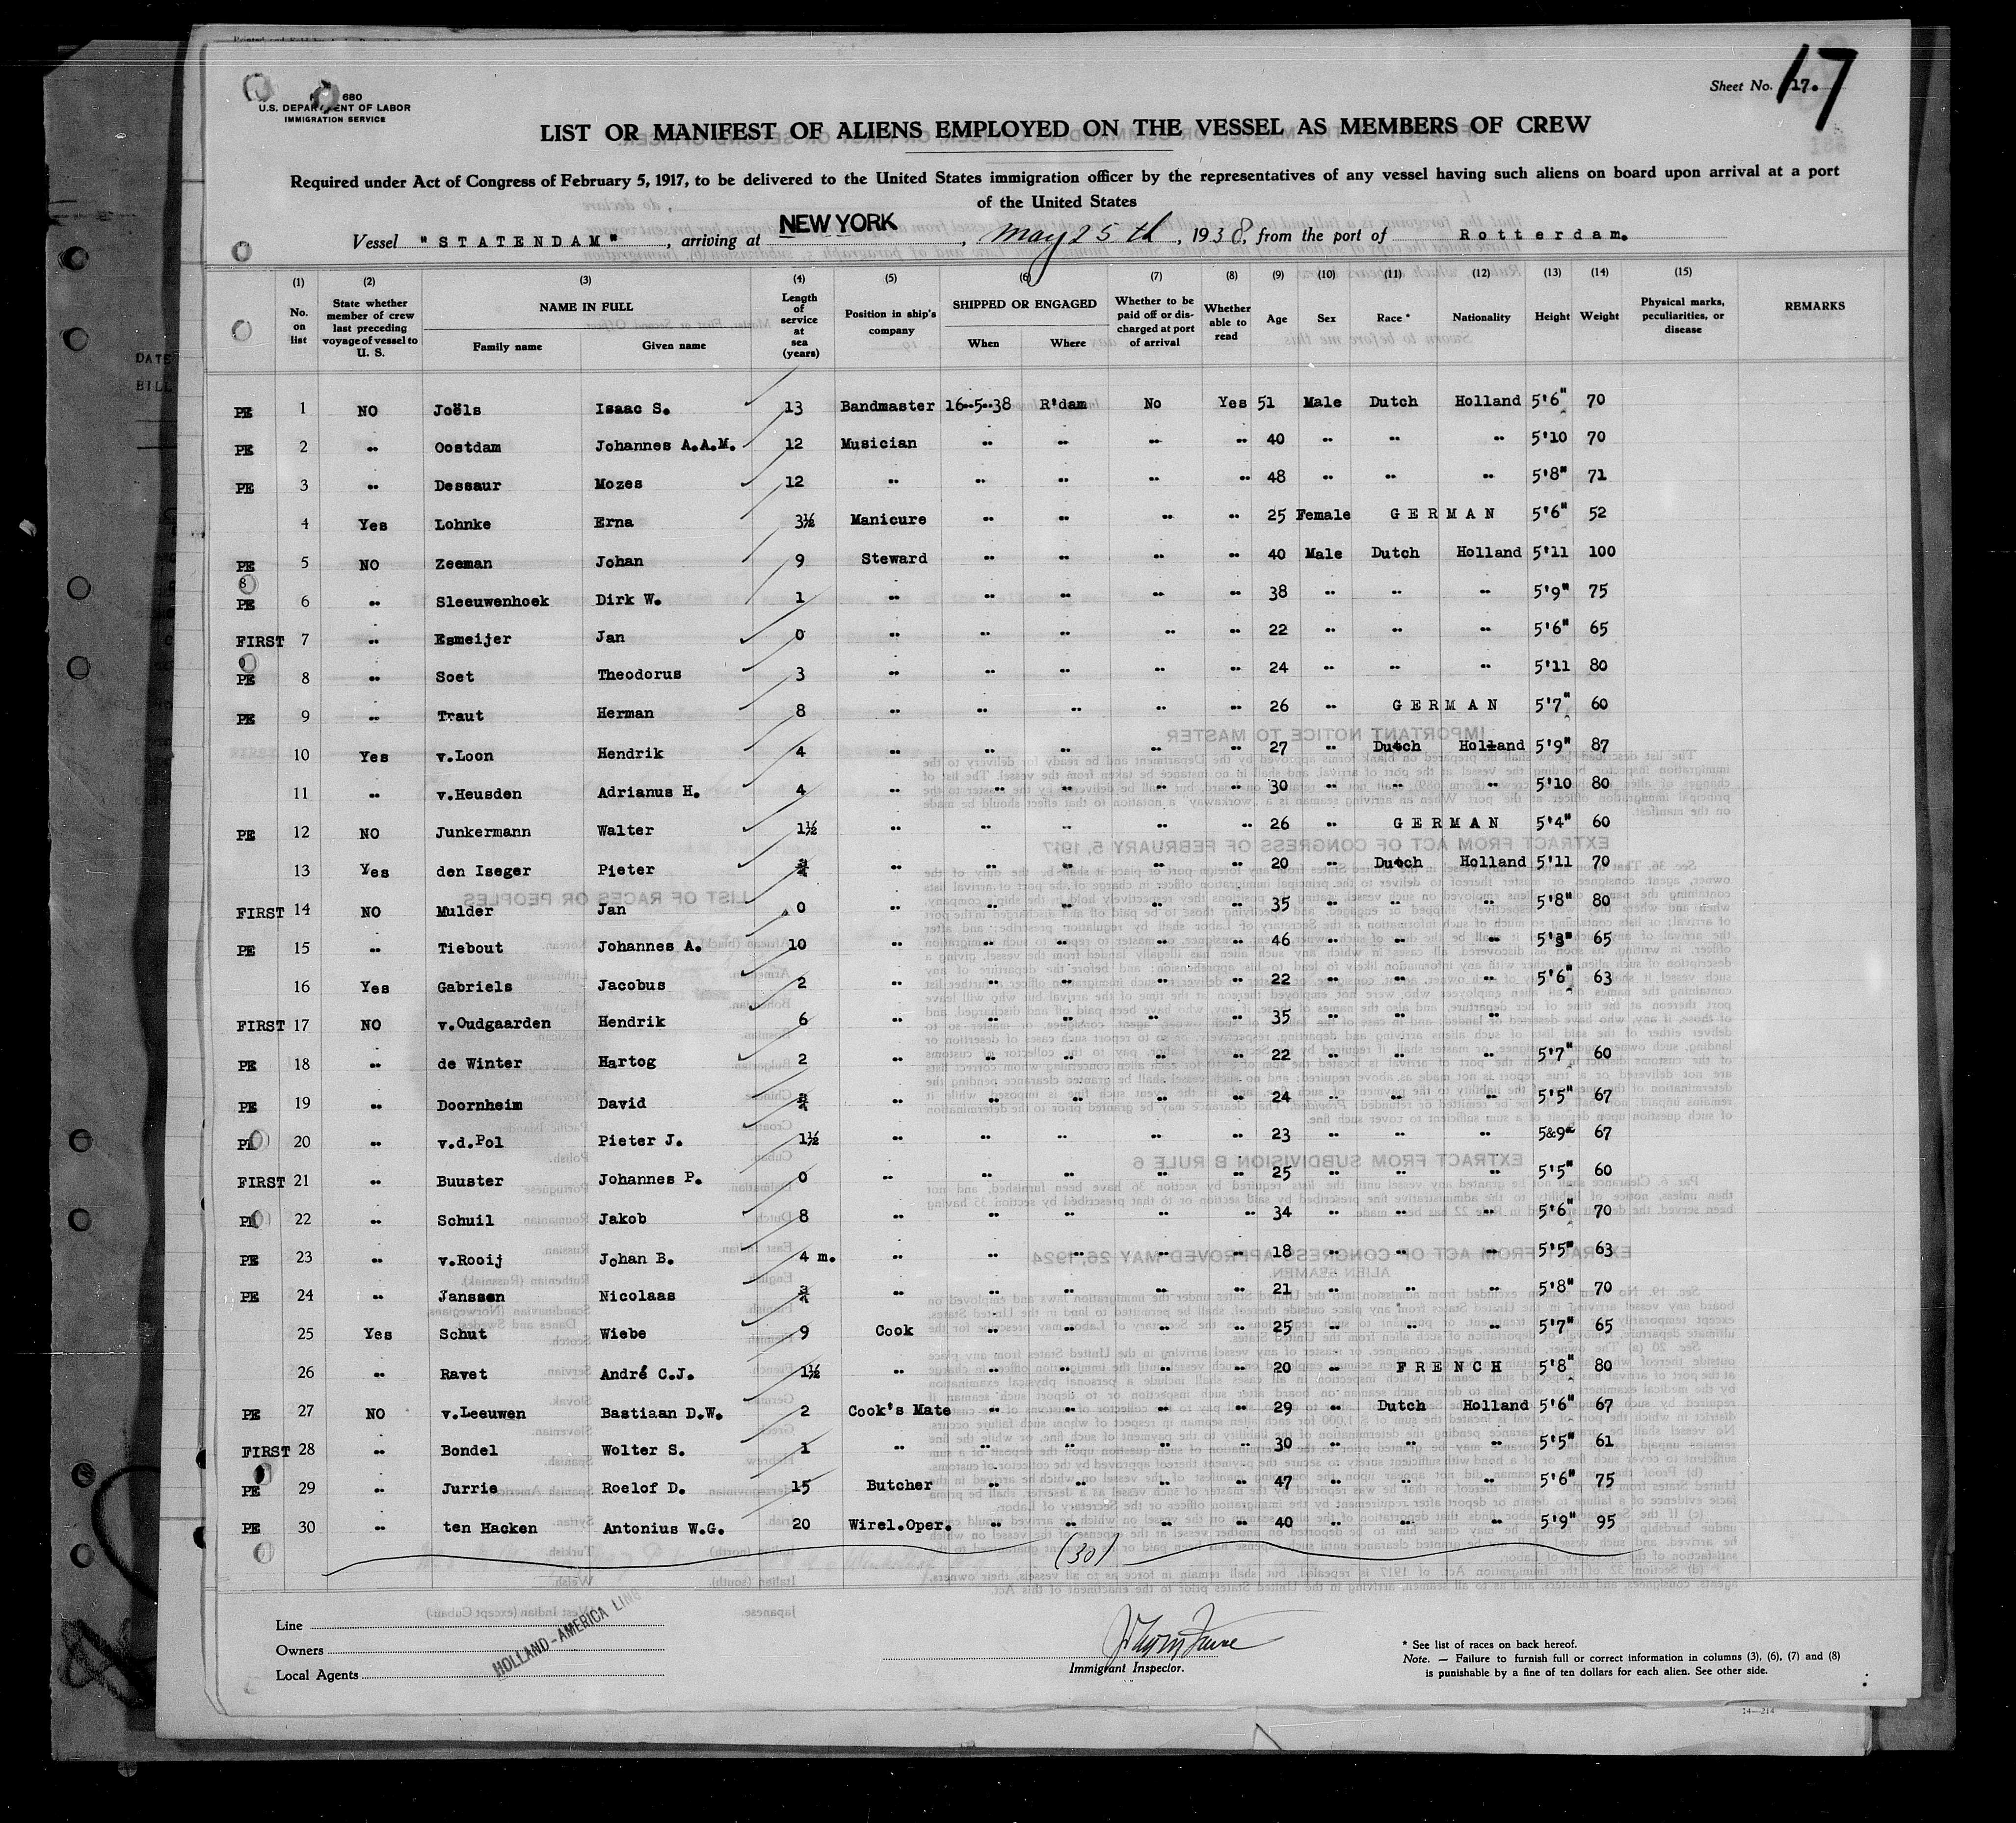 Sheet No. 17.
17
680
U.S. DEPARTMENT OF LABOR
IMMIGRATION SERVICE
LIST OR MANIFEST OF ALIENS EMPLOYED ON THE VESSEL AS MEMBERS OF CREW
Required under Act of Congress of February 5, 1917, to be delivered to the United States immigration officer by the representatives of any vessel having such aliens on board upon arrival at a port
of the United States
Vessel "STATENDAM", arriving at NEW YORK, May 25th, 1938, from the port of Rotterdam.
(1) (2) (3) (4) (5) (6) (7) (8) (9) (10) (11) (12) (13) (14) (15)
No. on list State whether member of crew last preceding voyage of vessel to U. S. NAME IN FULL Family name Given name Length of service at sea (years) Position in ship's company SHIPPED OR ENGAGED When Where Whether to be paid off or discharged at port of arrival Whether able to read Age Sex Race * Nationality Height Weight Physical marks, peculiarities, or disease REMARKS
PE 1 NO Joëls Isaac S. 13 Bandmaster 16--5--38 R'dam No Yes 51 Male Dutch Holland 5'6" 70
PE 2 " Oostdam Johannes A.A.M. 12 Musician " " " " 40 " " " 5'10 70
PE 3 " Dessaur Mozes 12 " " " " " 48 " " " 5'8" 71
4 Yes Lohnke Erna 3½ Manicure " " " " 25 Female GERMAN 5'6" 52
PE 5 NO Zeeman Johan 9 Steward " " " " 40 Male Dutch Holland 5'11 100
PE 6 " Sleeuwenhoek Dirk W. 1 " " " " " 38 " " " 5'9" 75
FIRST 7 " Esmeijer Jan 0 " " " " " 22 " " " 5'6" 65
PE 8 " Soet Theodorus 3 " " " " " 24 " " " 5'11 80
PE 9 " Traut Herman 8 " " " " " 26 " GERMAN 5'7" 60
10 Yes v.Loon Hendrik 4 " " " " " 27 " Dutch Holland 5'9" 87
11 " v.Heusden Adrianus H. 4 " " " " " 30 " " " 5'10 80
PE 12 NO Junkermann Walter 1½ " " " " " 26 " GERMAN 5'4" 60
13 Yes den Iseger Pieter ¾ " " " " " 20 " Dutch Holland 5'11 70
FIRST 14 NO Mulder Jan 0 " " " " " 35 " " " 5'8" 80
PE 15 " Tiebout Johannes A. 10 " " " " " 46 " " " 5'3" 65
16 Yes Gabriels Jacobus 2 " " " " " 22 " " " 5'6" 63
FIRST 17 NO v.Oudgaarden Hendrik 6 " " " " " 35 " " " " "
PE 18 " de Winter Hartog 2 " " " " " 22 " " " 5'7" 60
PE 19 " Doornheim David ¾ " " " " " 24 " " " 5'5" 67
PE 20 " v.d.Pol Pieter J. 1½ " " " " " 23 " " " 5&9" 67
FIRST 21 " Buuster Johannes P. 0 " " " " " 25 " " " 5'5" 60
PE 22 " Schuil Jakob 8 " " " " " 34 " " " 5'6" 70
PE 23 " v.Rooij Johan B. 4 m. " " " " " 18 " " " 5'5" 63
PE 24 " Janssen Nicolaas ¾ " " " " " 21 " " " 5'8" 70
25 Yes Schut Wiebe 9 Cook " " " " 25 " " " 5'7" 65
26 " Ravet André C.J. 1½ " " " " " 20 " FRENCH 5'8" 80
PE 27 NO v.Leeuwen Bastiaan D.W. 2 Cook's Mate " " " " 29 " Dutch Holland 5'6" 67
FIRST 28 " Bondel Wolter S. 1 " " " " " 30 " " " 5'5" 61
PE 29 " Jurrie Roelof D. 15 Butcher " " " " 47 " " " 5'6" 75
PE 30 " ten Hacken Antonius W.G. 20 Wirel.Oper. " " " " 40 " " " 5'9" 95
(30)
Line
Owners
Local Agents
HOLLAND-AMERICA LINE
Immigrant Inspector.
* See list of races on back hereof.
Note. — Failure to furnish full or correct information in columns (3), (6), (7) and (8)
is punishable by a fine of ten dollars for each alien. See other side.
14—214